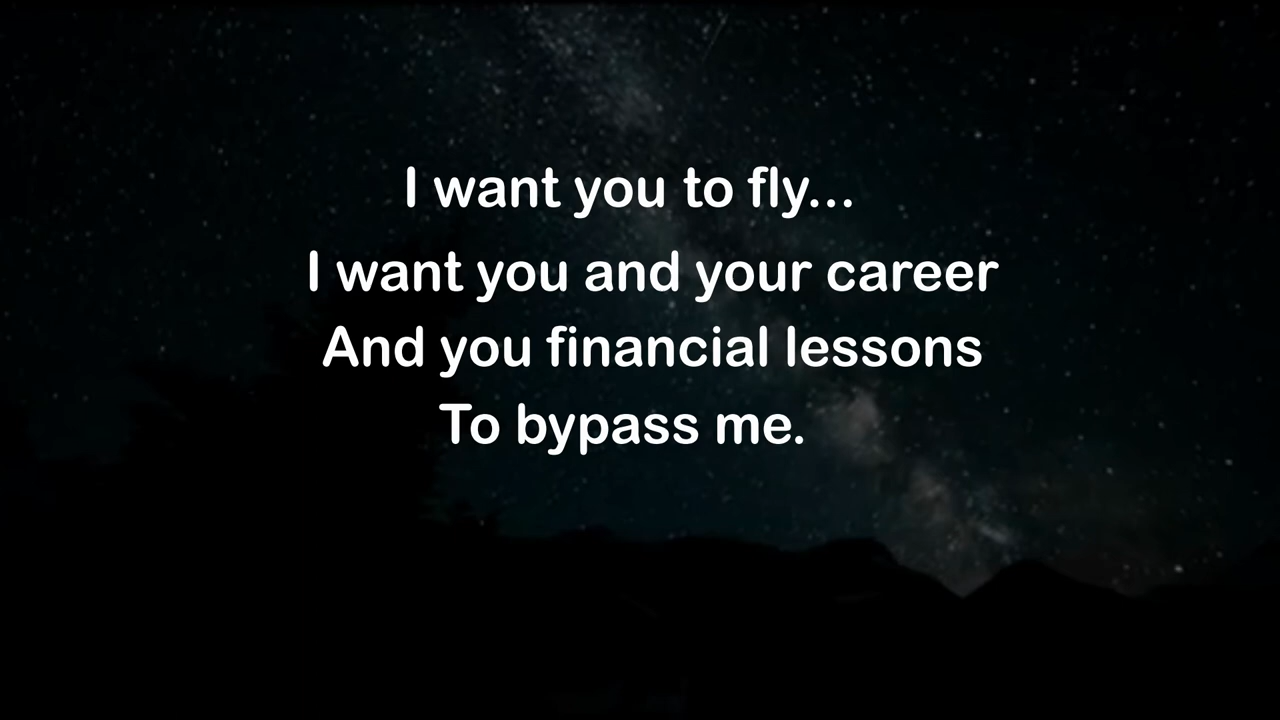 I want you to fly...
I want you and your career
And you financial lessons
To bypass me.